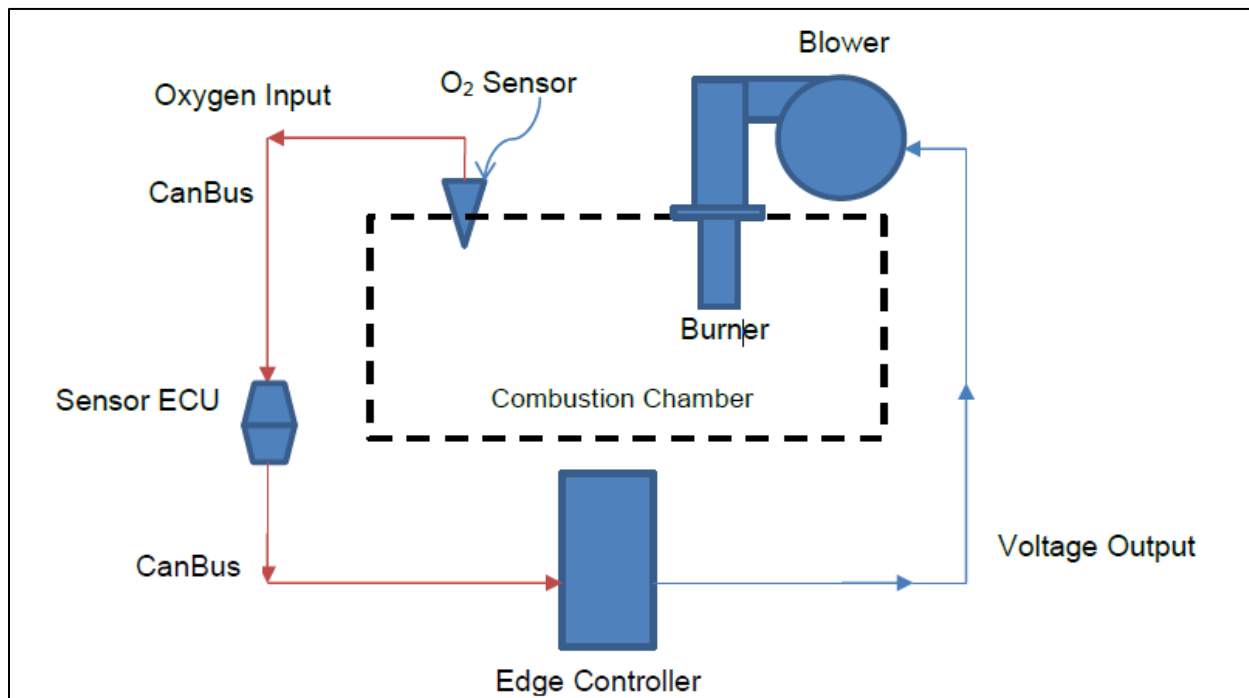 Blower
O₂ Sensor
Oxygen Input
CanBus
Burner
Sensor ECU
Combustion Chamber
CanBus
Voltage Output
Edge Controller